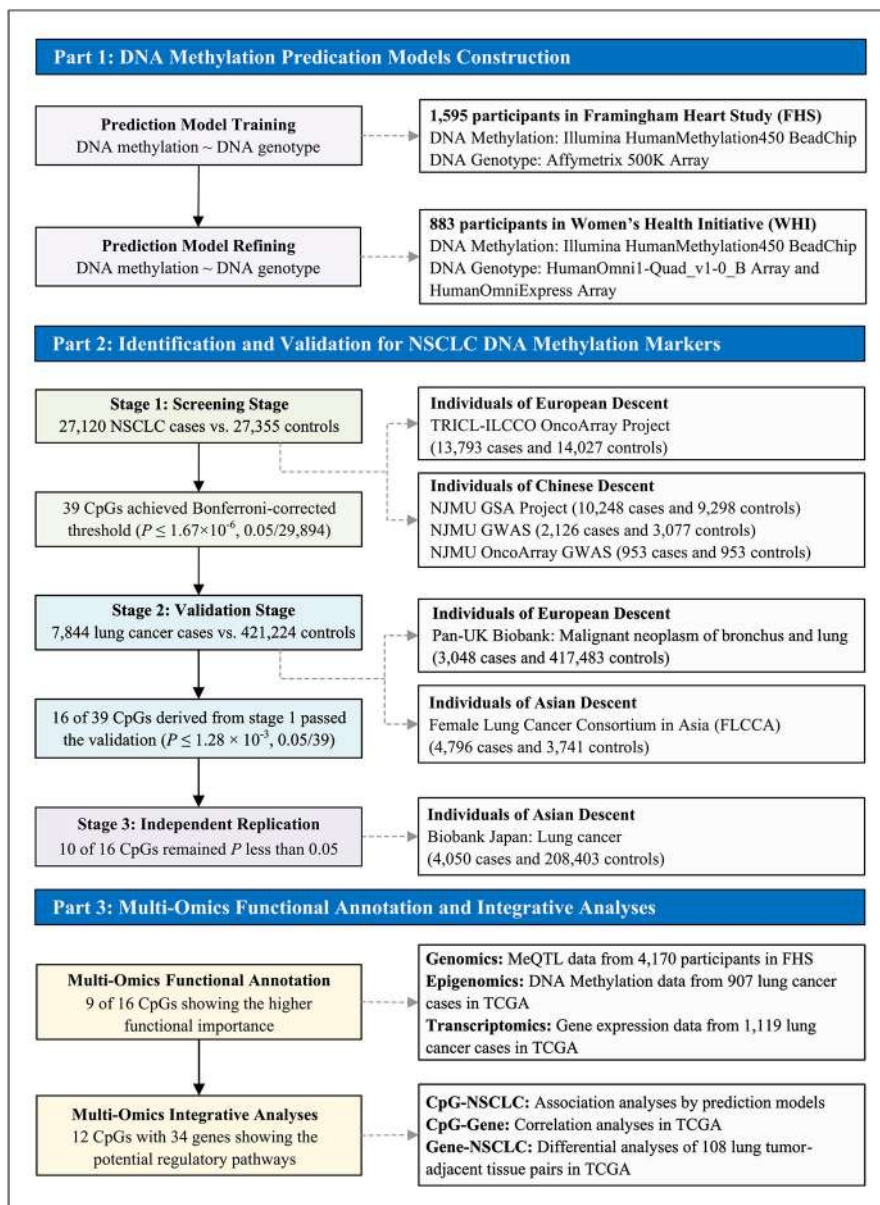 Part 1: DNA Methylation Predication Models Construction
Prediction Model Training
DNA methylation ~ DNA genotype
1,595 participants in Framingham Heart Study (FHS)
DNA Methylation: Illumina HumanMethylation450 BeadChip
DNA Genotype: Affymetrix 500K Array
Prediction Model Refining
DNA methylation ~ DNA genotype
883 participants in Women's Health Initiative (WHI)
DNA Methylation: Illumina HumanMethylation450 BeadChip
DNA Genotype: HumanOmni1-Quad_v1-0_B Array and
HumanOmniExpress Array
Part 2: Identification and Validation for NSCLC DNA Methylation Markers
Stage 1: Screening Stage
27,120 NSCLC cases vs. 27,355 controls
Individuals of European Descent
TRICL-ILCCO OncoArray Project
(13,793 cases and 14,027 controls)
Individuals of Chinese Descent
NJMU GSA Project (10,248 cases and 9,298 controls)
NJMU GWAS (2,126 cases and 3,077 controls)
NJMU OncoArray GWAS (953 cases and 953 controls)
39 CpGs achieved Bonferroni-corrected
threshold (P ≤ 1.67×10⁻⁶, 0.05/29,894)
Stage 2: Validation Stage
7,844 lung cancer cases vs. 421,224 controls
Individuals of European Descent
Pan-UK Biobank: Malignant neoplasm of bronchus and lung
(3,048 cases and 417,483 controls)
Individuals of Asian Descent
Female Lung Cancer Consortium in Asia (FLCCA)
(4,796 cases and 3,741 controls)
16 of 39 CpGs derived from stage 1 passed
the validation (P ≤ 1.28 × 10⁻³, 0.05/39)
Stage 3: Independent Replication
10 of 16 CpGs remained P less than 0.05
Individuals of Asian Descent
Biobank Japan: Lung cancer
(4,050 cases and 208,403 controls)
Part 3: Multi-Omics Functional Annotation and Integrative Analyses
Multi-Omics Functional Annotation
9 of 16 CpGs showing the higher
functional importance
Genomics: MeQTL data from 4,170 participants in FHS
Epigenomics: DNA Methylation data from 907 lung cancer
cases in TCGA
Transcriptomics: Gene expression data from 1,119 lung
cancer cases in TCGA
Multi-Omics Integrative Analyses
12 CpGs with 34 genes showing the
potential regulatory pathways
CpG-NSCLC: Association analyses by prediction models
CpG-Gene: Correlation analyses in TCGA
Gene-NSCLC: Differential analyses of 108 lung tumor-
adjacent tissue pairs in TCGA